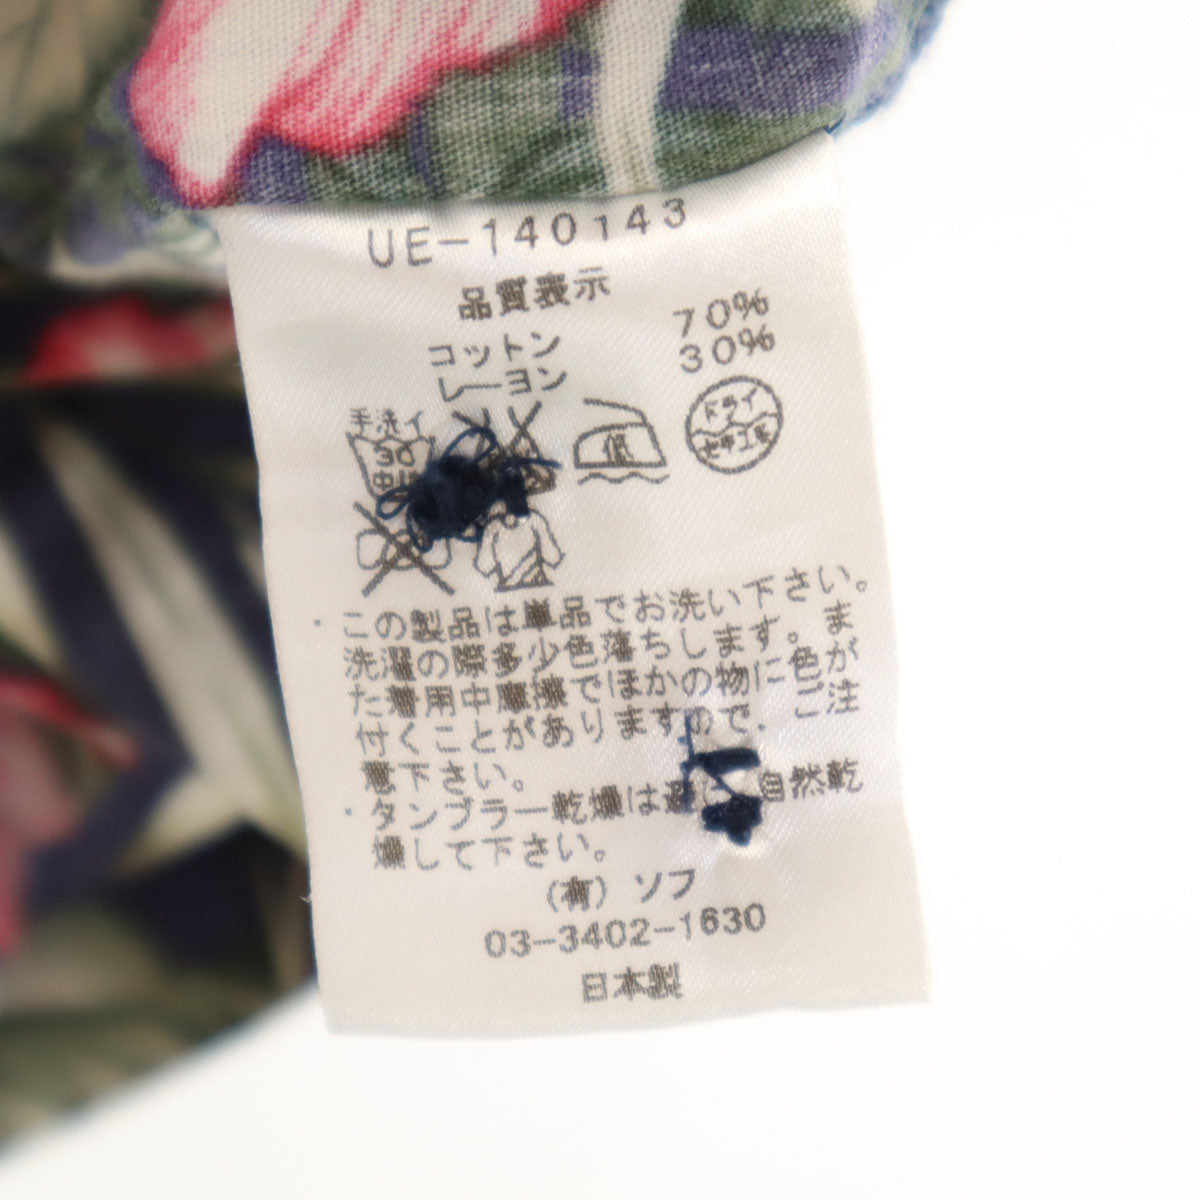 UE-140143
品質表示
コットン 70%
レーヨン 30%
手洗イ
30
中性
低
ドライ
セキユ系
・この製品は単品でお洗い下さい。
洗濯の際多少色落ちします。ま
た着用中摩擦でほかの物に色が
付くことがありますので、ご注
意下さい。
・タンブラー乾燥は避け自然乾
燥して下さい。
(有) ソフ
03-3402-1630
日本製